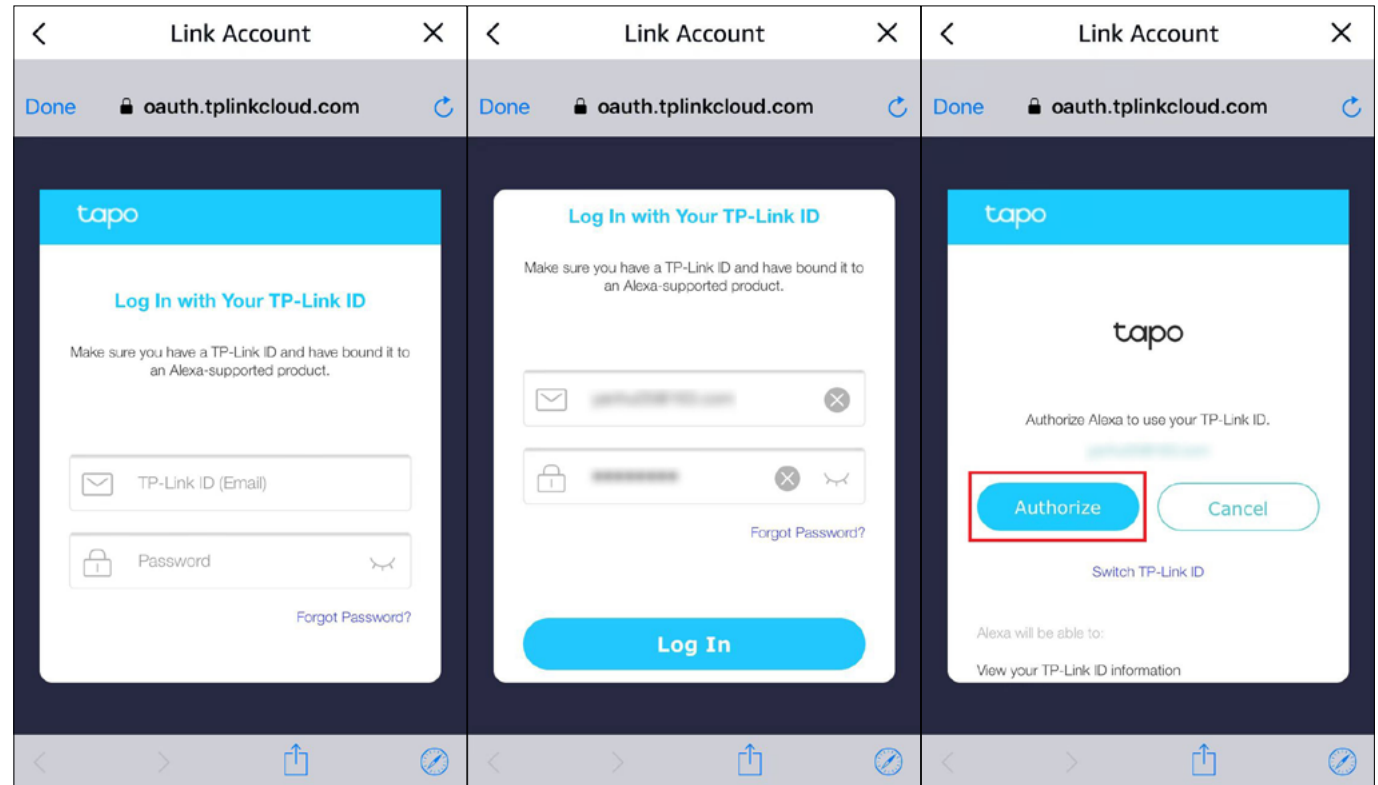 Link Account
Done oauth.tplinkcloud.com
tapo
Log In with Your TP-Link ID
Make sure you have a TP-Link ID and have bound it to
an Alexa-supported product.
TP-Link ID (Email)
Password
Forgot Password?
Link Account
Done oauth.tplinkcloud.com
Log In with Your TP-Link ID
Make sure you have a TP-Link ID and have bound it to
an Alexa-supported product.
Forgot Password?
Log In
Link Account
Done oauth.tplinkcloud.com
tapo
tapo
Authorize Alexa to use your TP-Link ID.
Authorize Cancel
Switch TP-Link ID
Alexa will be able to:
View your TP-Link ID information